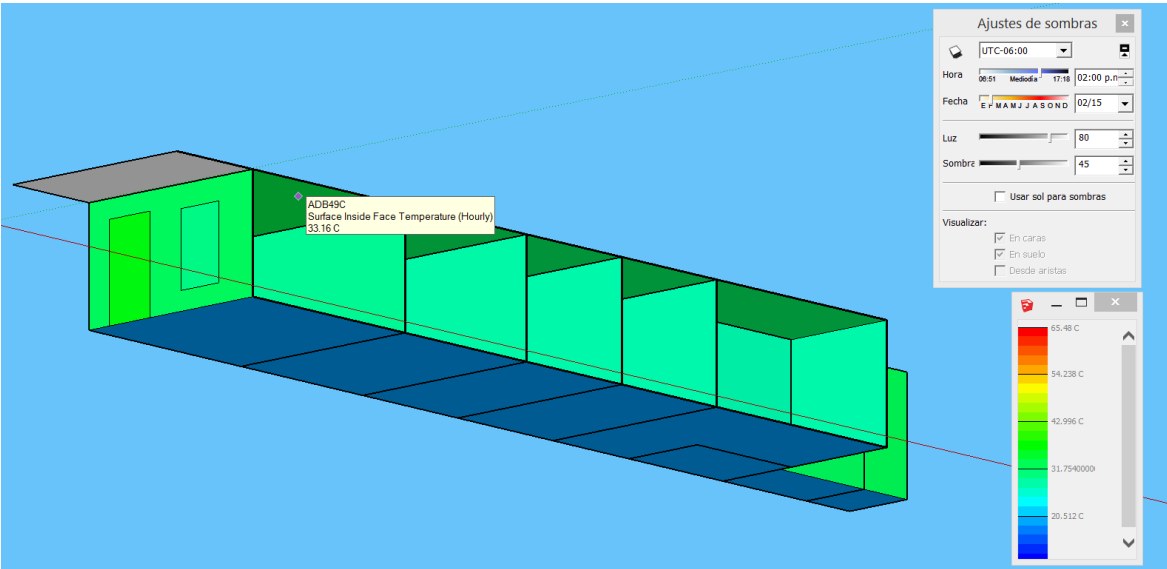 Ajustes de sombras
UTC-06:00
Hora
06:51 Mediodía 17:18
02:00 p.n
Fecha
E F M A M J J A S O N D
02/15
Luz
80
Sombra
45
Usar sol para sombras
Visualizar:
En caras
En suelo
Desde aristas
ADB49C
Surface Inside Face Temperature (Hourly)
33.16 C
65.48 C
54.238 C
42.996 C
31.7540000
20.512 C